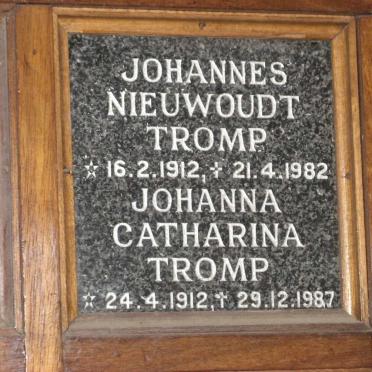 JOHANNES
NIEUWOUDT
TROMP
☆ 16.2.1912, ✝ 21.4.1982
JOHANNA
CATHARINA
TROMP
☆ 24.4.1912, ✝ 29.12.1987